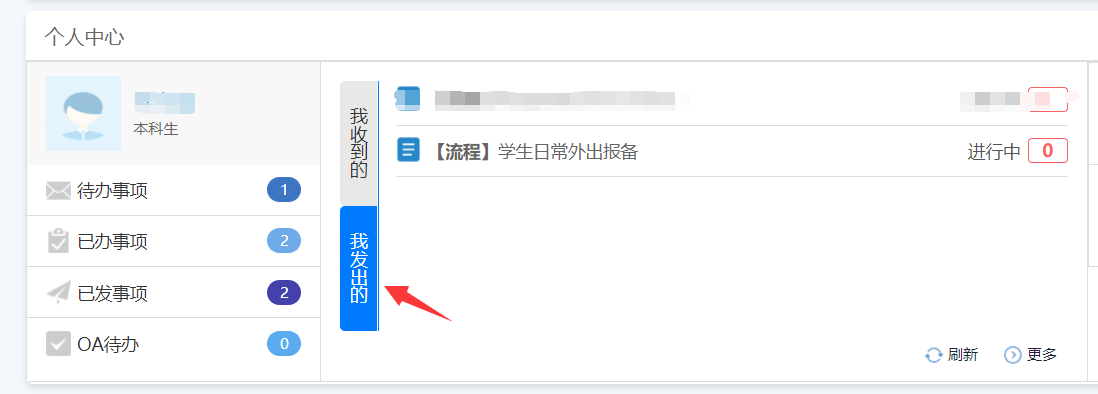 个人中心
本科生
待办事项 1
已办事项 2
已发事项 2
OA待办 0
我收到的
我发出的
【流程】学生日常外出报备 进行中 0
刷新 更多